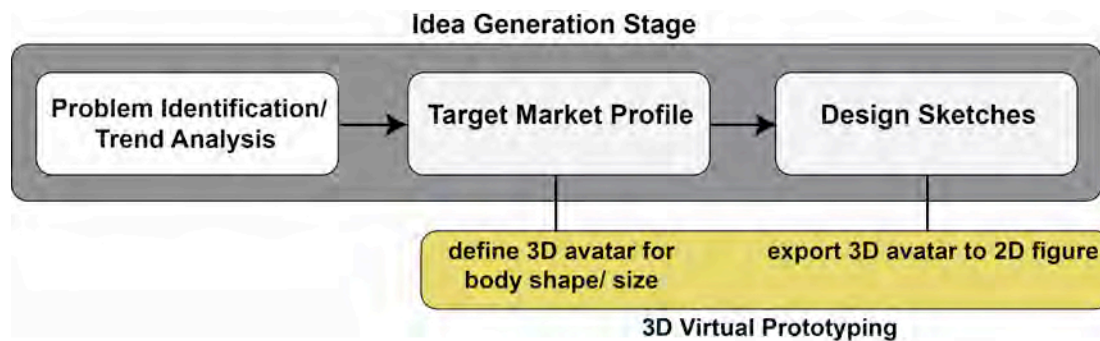 Idea Generation Stage
Problem Identification/
Trend Analysis
Target Market Profile
Design Sketches
define 3D avatar for
body shape/ size
export 3D avatar to 2D figure
3D Virtual Prototyping